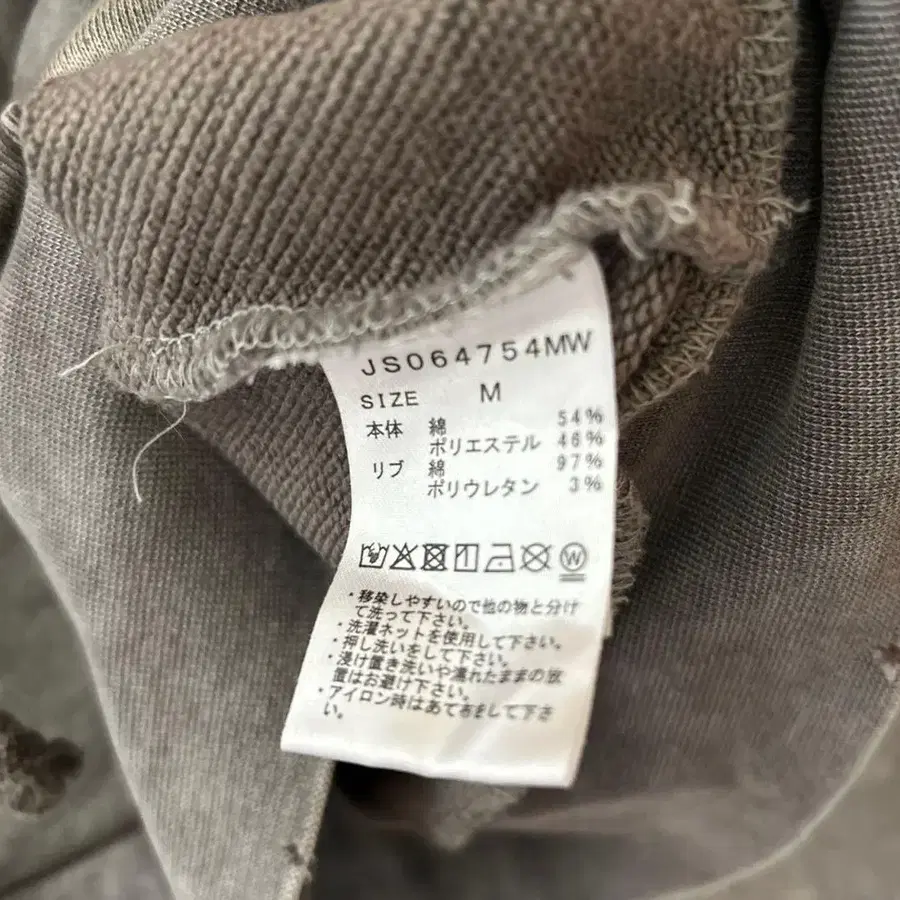 JS064754MW
SIZE M
本体 綿 54%
ポリエステル 46%
リブ 綿 97%
ポリウレタン 3%
W
・移染しやすいので他の物と分け
て洗って下さい。
・洗濯ネットを使用して下さい。
・押し洗いをして下さい。
・浸け置き洗いや濡れたままの放
置はお避け下さい。
・アイロン時はあて布をして下さ
い。